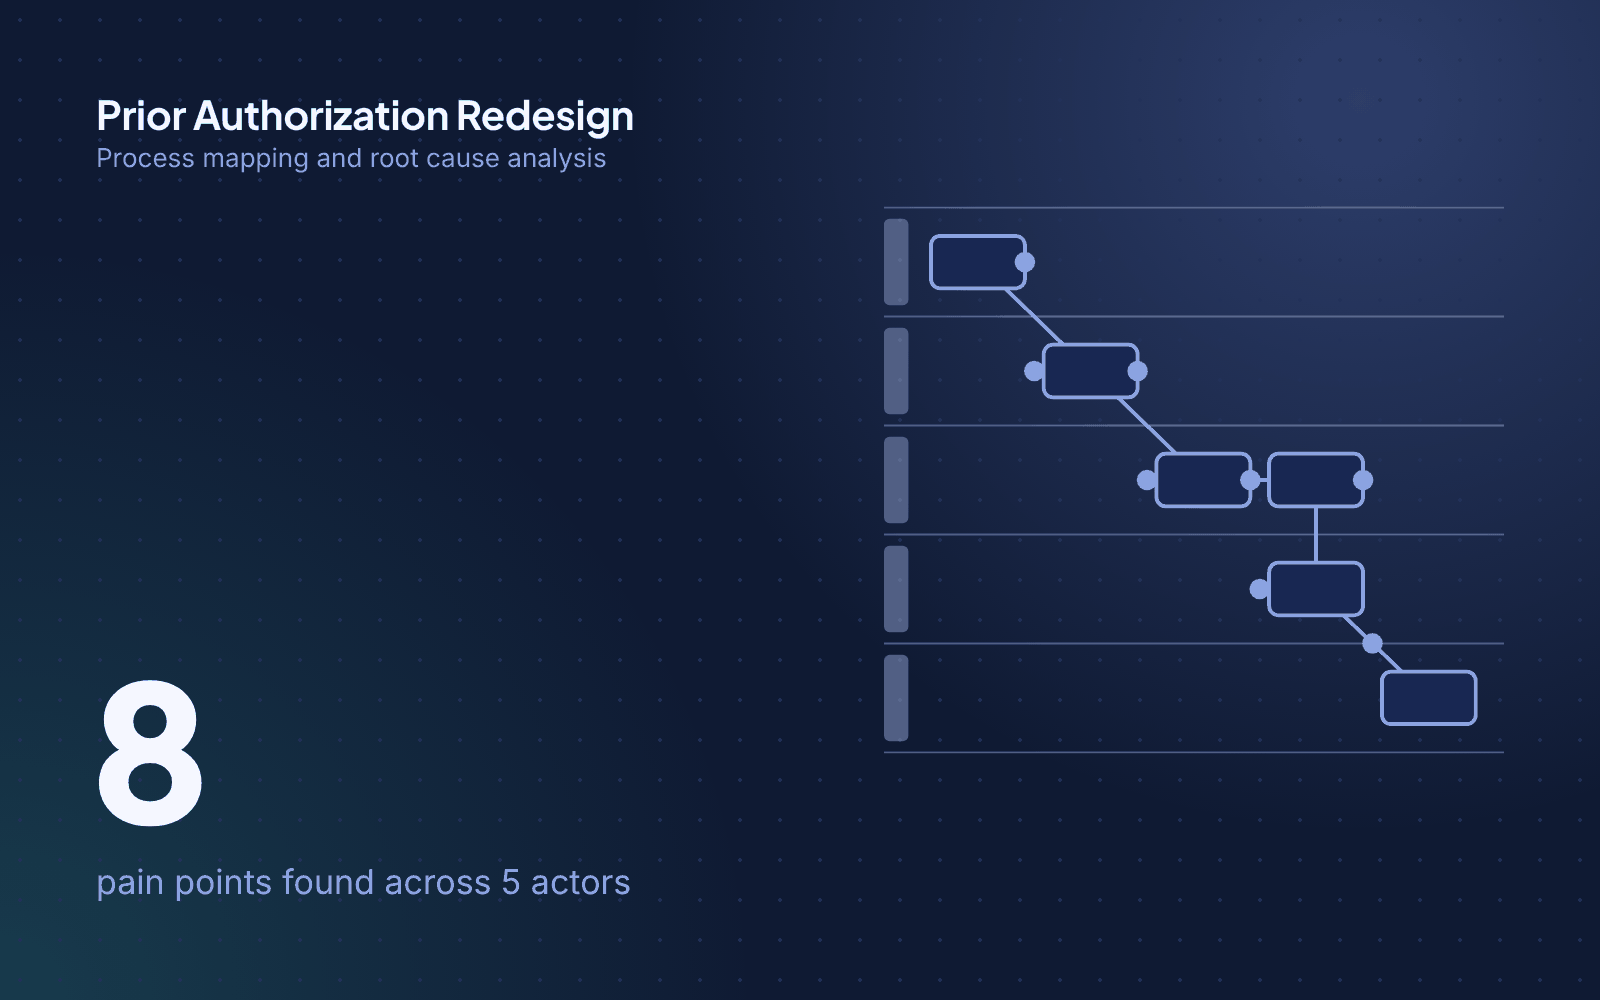 Prior Authorization Redesign
Process mapping and root cause analysis
8
pain points found across 5 actors